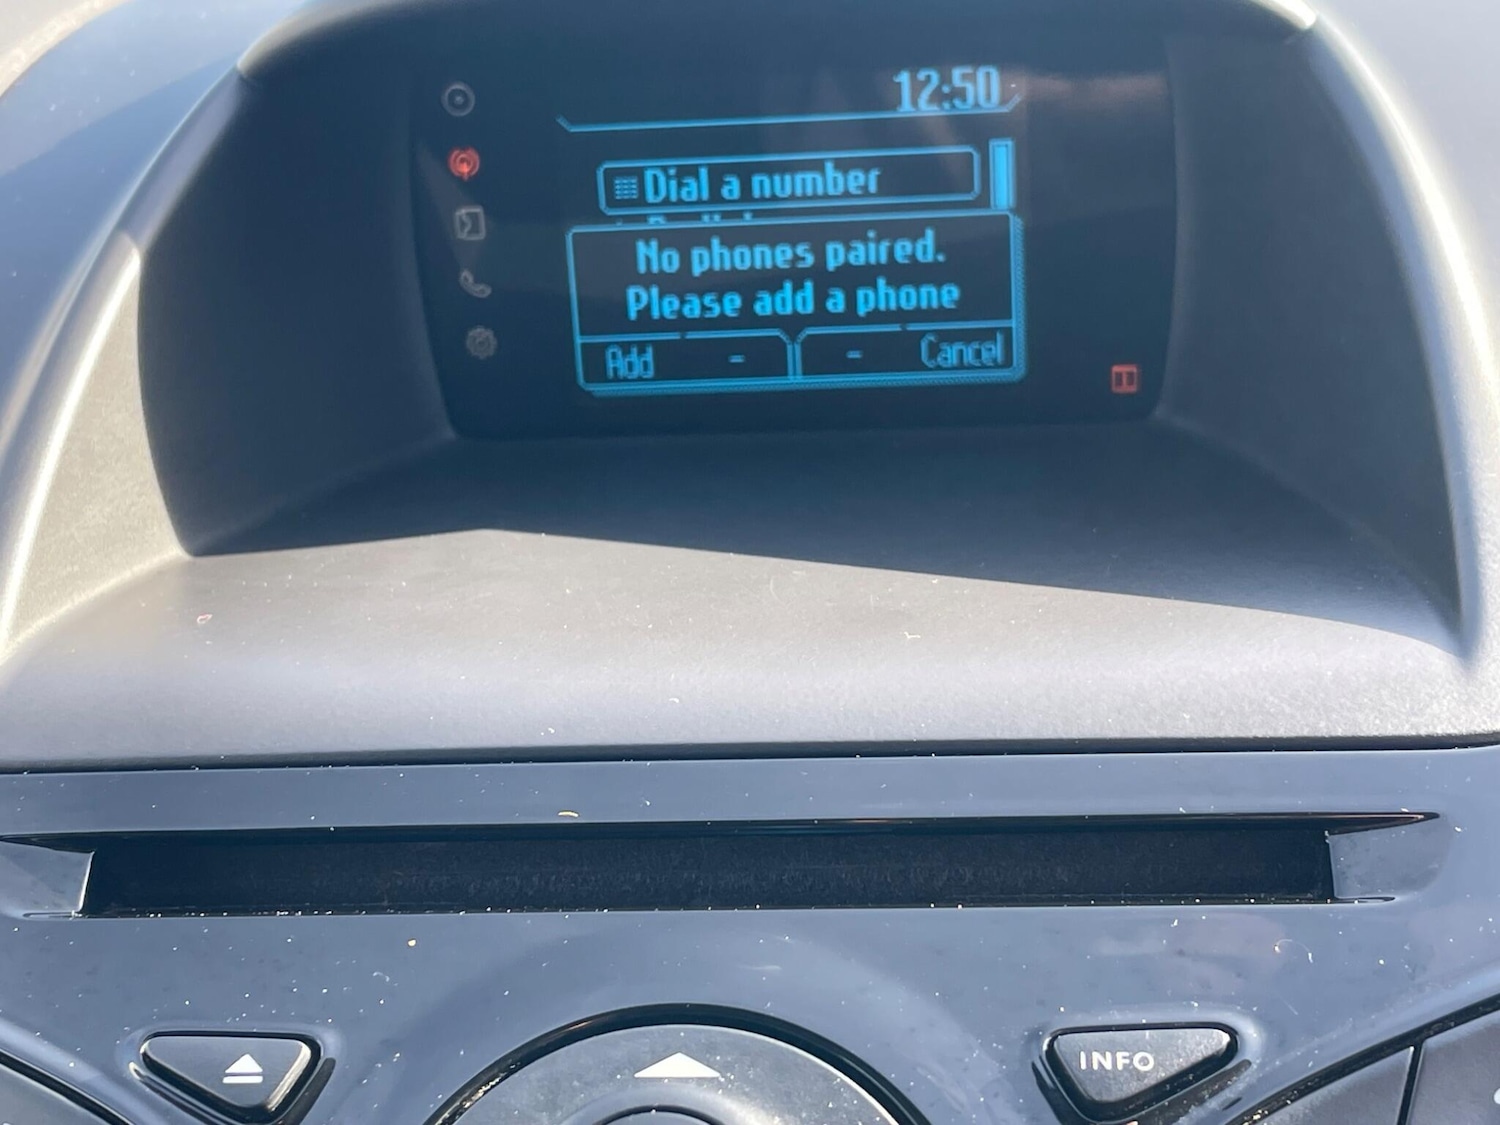 12:50
Dial a number
No phones paired.
Please add a phone
Add - - Cancel
INFO